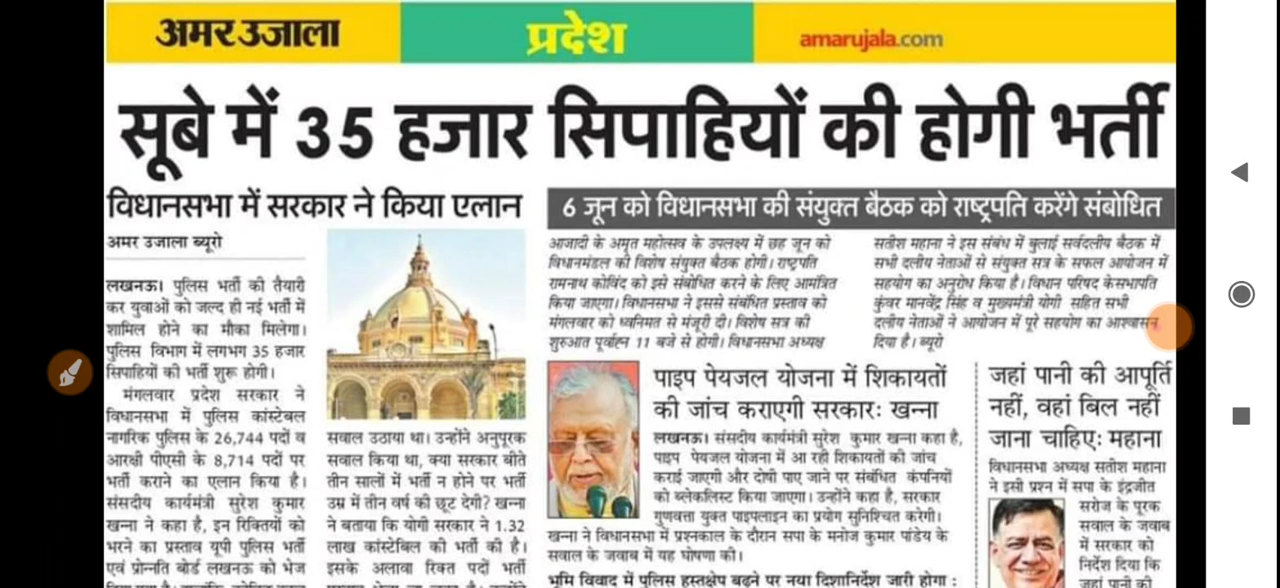 अमर उजाला
प्रदेश
amarujala.com
सूबे में 35 हजार सिपाहियों की होगी भर्ती
विधानसभा में सरकार ने किया एलान
अमर उजाला ब्यूरो
लखनऊ। पुलिस भर्ती की तैयारी
कर युवाओं को जल्द ही नई भर्ती में
शामिल होने का मौका मिलेगा।
पुलिस विभाग में लगभग 35 हजार
सिपाहियों की भर्ती शुरू होगी।
मंगलवार प्रदेश सरकार ने
विधानसभा में पुलिस कांस्टेबल
नागरिक पुलिस के 26,744 पदों व
आरक्षी पीएसी के 8,714 पदों पर
भर्ती कराने का एलान किया है।
संसदीय कार्यमंत्री सुरेश कुमार
खन्ना ने कहा है, इन रिक्तियों को
भरने का प्रस्ताव यूपी पुलिस भर्ती
एवं प्रोन्नति बोर्ड लखनऊ को भेज
सवाल उठाया था। उन्होंने अनुपूरक
सवाल किया था, क्या सरकार बीते
तीन सालों में भर्ती न होने पर भर्ती
उम्र में तीन वर्ष की छूट देगी? खन्ना
ने बताया कि योगी सरकार ने 1.32
लाख कांस्टेबिल की भर्ती की है।
इसके अलावा रिक्त पदों भर्ती
6 जून को विधानसभा की संयुक्त बैठक को राष्ट्रपति करेंगे संबोधित
आजादी के अमृत महोत्सव के उपलक्ष्य में छह जून को
विधानमंडल की विशेष संयुक्त बैठक होगी। राष्ट्रपति
रामनाथ कोविंद को इसे संबोधित करने के लिए आमंत्रित
किया जाएगा। विधानसभा ने इससे संबंधित प्रस्ताव को
मंगलवार को ध्वनिमत से मंजूरी दी। विशेष सत्र की
शुरुआत पूर्वाह्न 11 बजे से होगी। विधानसभा अध्यक्ष
सतीश महाना ने इस संबंध में बुलाई सर्वदलीय बैठक में
सभी दलीय नेताओं से संयुक्त सत्र के सफल आयोजन में
सहयोग का अनुरोध किया है। विधान परिषद केसभापति
कुंवर मानवेंद्र सिंह व मुख्यमंत्री योगी सहित सभी
दलीय नेताओं ने आयोजन में पूरे सहयोग का आश्वासन
दिया है। ब्यूरो
पाइप पेयजल योजना में शिकायतों
की जांच कराएगी सरकारः खन्ना
लखनऊ। संसदीय कार्यमंत्री सुरेश कुमार खन्ना कहा है,
पाइप पेयजल योजना में आ रही शिकायतों की जांच
कराई जाएगी और दोषी पाए जाने पर संबंधित कंपनियों
को ब्लेकलिस्ट किया जाएगा। उन्होंने कहा है, सरकार
गुणवत्ता युक्त पाइपलाइन का प्रयोग सुनिश्चित करेगी।
खन्ना ने विधानसभा में प्रश्नकाल के दौरान सपा के मनोज कुमार पांडेय के
सवाल के जवाब में यह घोषणा की।
भूमि विवाद में पुलिस हस्तक्षेप बढ़ने पर नया दिशानिर्देश जारी होगा :
जहां पानी की आपूर्ति
नहीं, वहां बिल नहीं
जाना चाहिएः महाना
विधानसभा अध्यक्ष सतीश महाना
ने इसी प्रश्न में सपा के इंद्रजीत
सरोज के पूरक
सवाल के जवाब
में सरकार को
निर्देश दिया कि
जहां पानी की